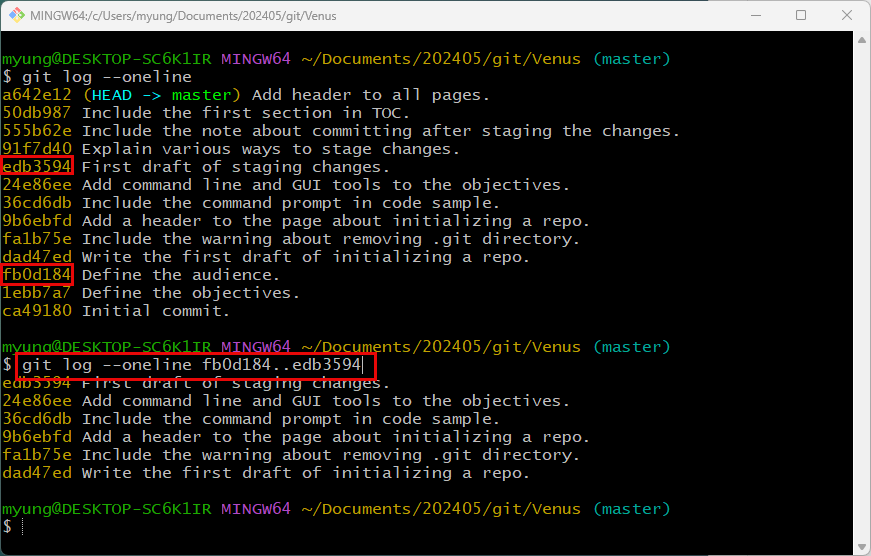 MINGW64:/c/Users/myung/Documents/202405/git/Venus
myung@DESKTOP-SC6K1IR MINGW64 ~/Documents/202405/git/Venus (master)
$ git log --oneline
a642e12 (HEAD -> master) Add header to all pages.
50db987 Include the first section in TOC.
555b62e Include the note about committing after staging the changes.
91f7d40 Explain various ways to stage changes.
edb3594 First draft of staging changes.
24e86ee Add command line and GUI tools to the objectives.
36cd6db Include the command prompt in code sample.
9b6ebfd Add a header to the page about initializing a repo.
fa1b75e Include the warning about removing .git directory.
dad47ed Write the first draft of initializing a repo.
fb0d184 Define the audience.
1ebb7a7 Define the objectives.
ca49180 Initial commit.
myung@DESKTOP-SC6K1IR MINGW64 ~/Documents/202405/git/Venus (master)
$ git log --oneline fb0d184..edb3594
edb3594 First draft of staging changes.
24e86ee Add command line and GUI tools to the objectives.
36cd6db Include the command prompt in code sample.
9b6ebfd Add a header to the page about initializing a repo.
fa1b75e Include the warning about removing .git directory.
dad47ed Write the first draft of initializing a repo.
myung@DESKTOP-SC6K1IR MINGW64 ~/Documents/202405/git/Venus (master)
$